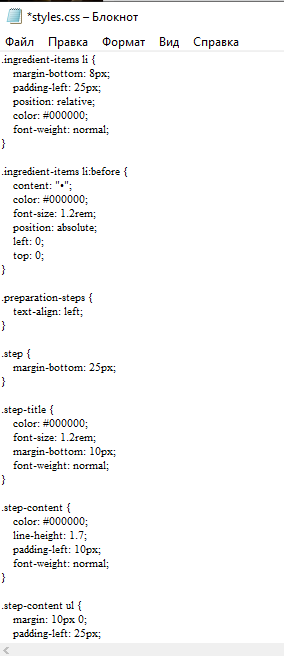 *styles.css – Блокнот
Файл Правка Формат Вид Справка
.ingredient-items li {
margin-bottom: 8px;
padding-left: 25px;
position: relative;
color: #000000;
font-weight: normal;
}
.ingredient-items li:before {
content: "•";
color: #000000;
font-size: 1.2rem;
position: absolute;
left: 0;
top: 0;
}
.preparation-steps {
text-align: left;
}
.step {
margin-bottom: 25px;
}
.step-title {
color: #000000;
font-size: 1.2rem;
margin-bottom: 10px;
font-weight: normal;
}
.step-content {
color: #000000;
line-height: 1.7;
padding-left: 10px;
font-weight: normal;
}
.step-content ul {
margin: 10px 0;
padding-left: 25px;